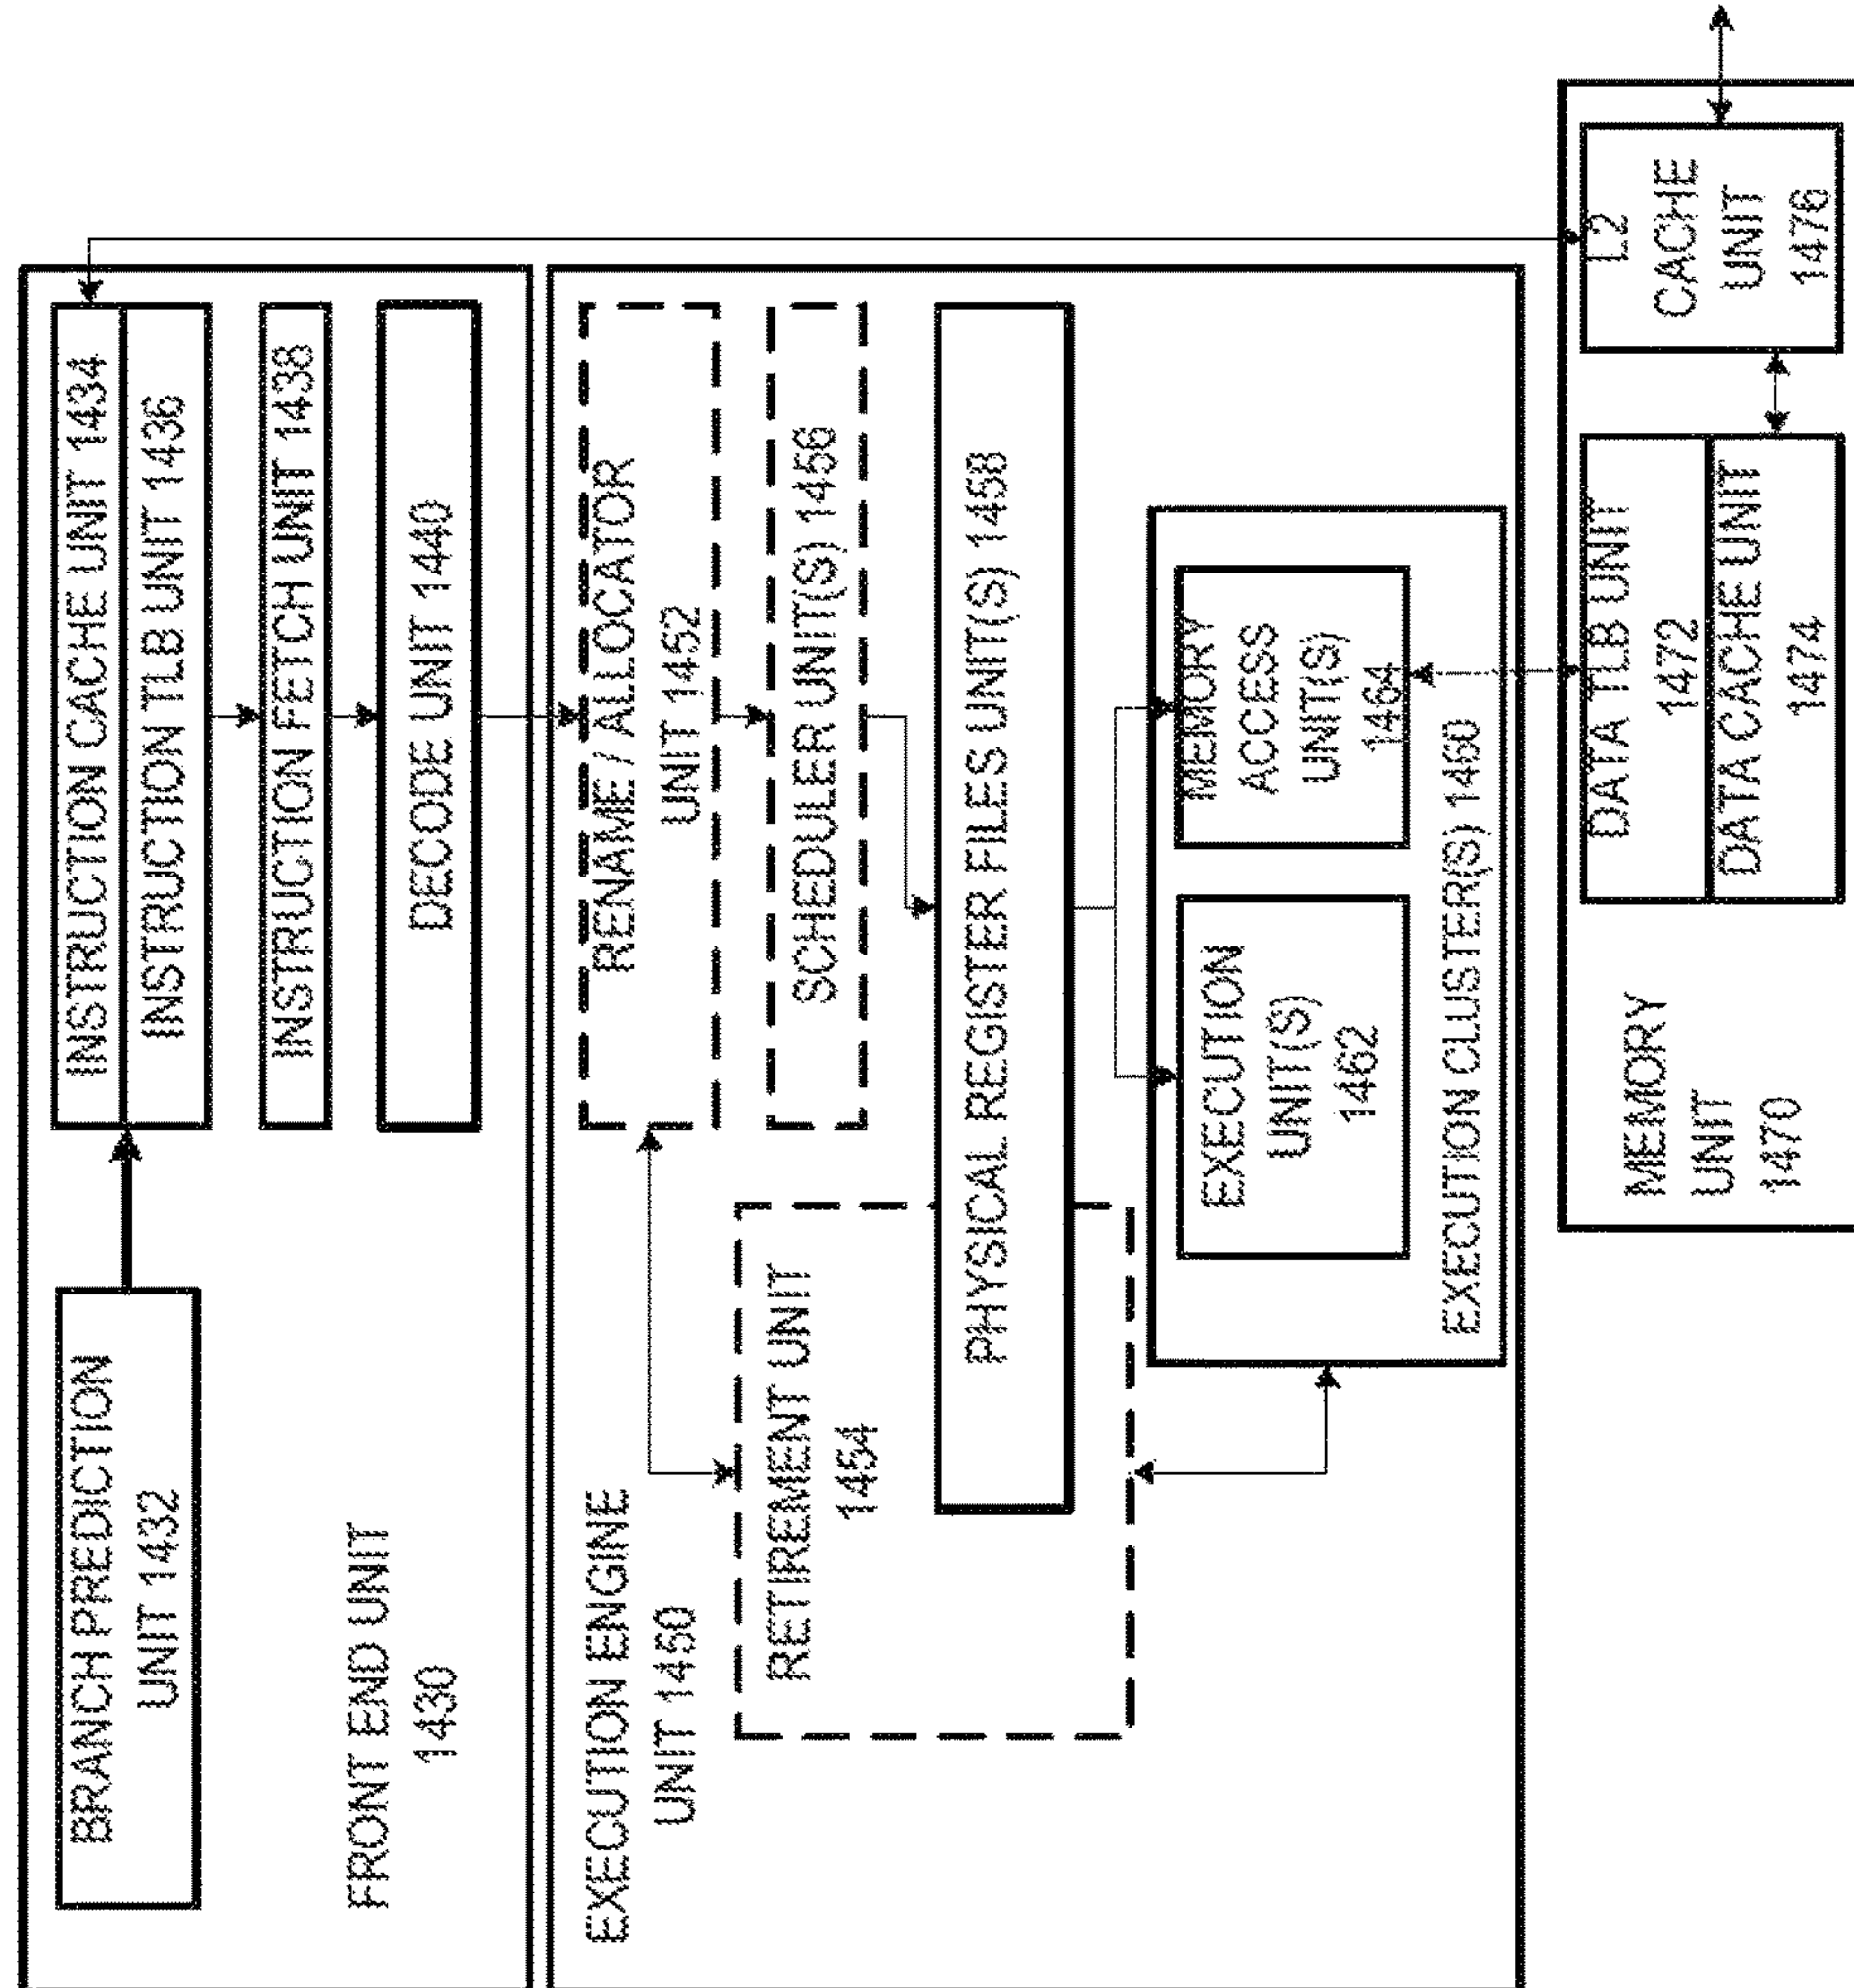 BRANCH PREDICTION
UNIT 1432
INSTRUCTION CACHE UNIT 1434
INSTRUCTION TLB UNIT 1436
INSTRUCTION FETCH UNIT 1438
FRONT END UNIT
1430
DECODE UNIT 1440
EXECUTION ENGINE
UNIT 1450
RENAME / ALLOCATOR
UNIT 1452
RETIREMENT UNIT
1454
SCHEDULER UNIT(S) 1456
PHYSICAL REGISTER FILES UNIT(S) 1458
EXECUTION
UNIT(S)
1462
MEMORY
ACCESS
UNIT(S)
1464
EXECUTION CLUSTER(S) 1460
MEMORY
UNIT
1470
DATA TLB UNIT
1472
DATA CACHE UNIT
1474
L2
CACHE
UNIT
1476